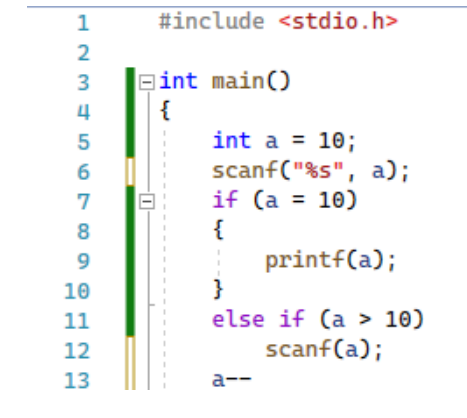 1 #include <stdio.h>
2
3 int main()
4 {
5 int a = 10;
6 scanf("%s", a);
7 if (a = 10)
8 {
9 printf(a);
10 }
11 else if (a > 10)
12 scanf(a);
13 a--